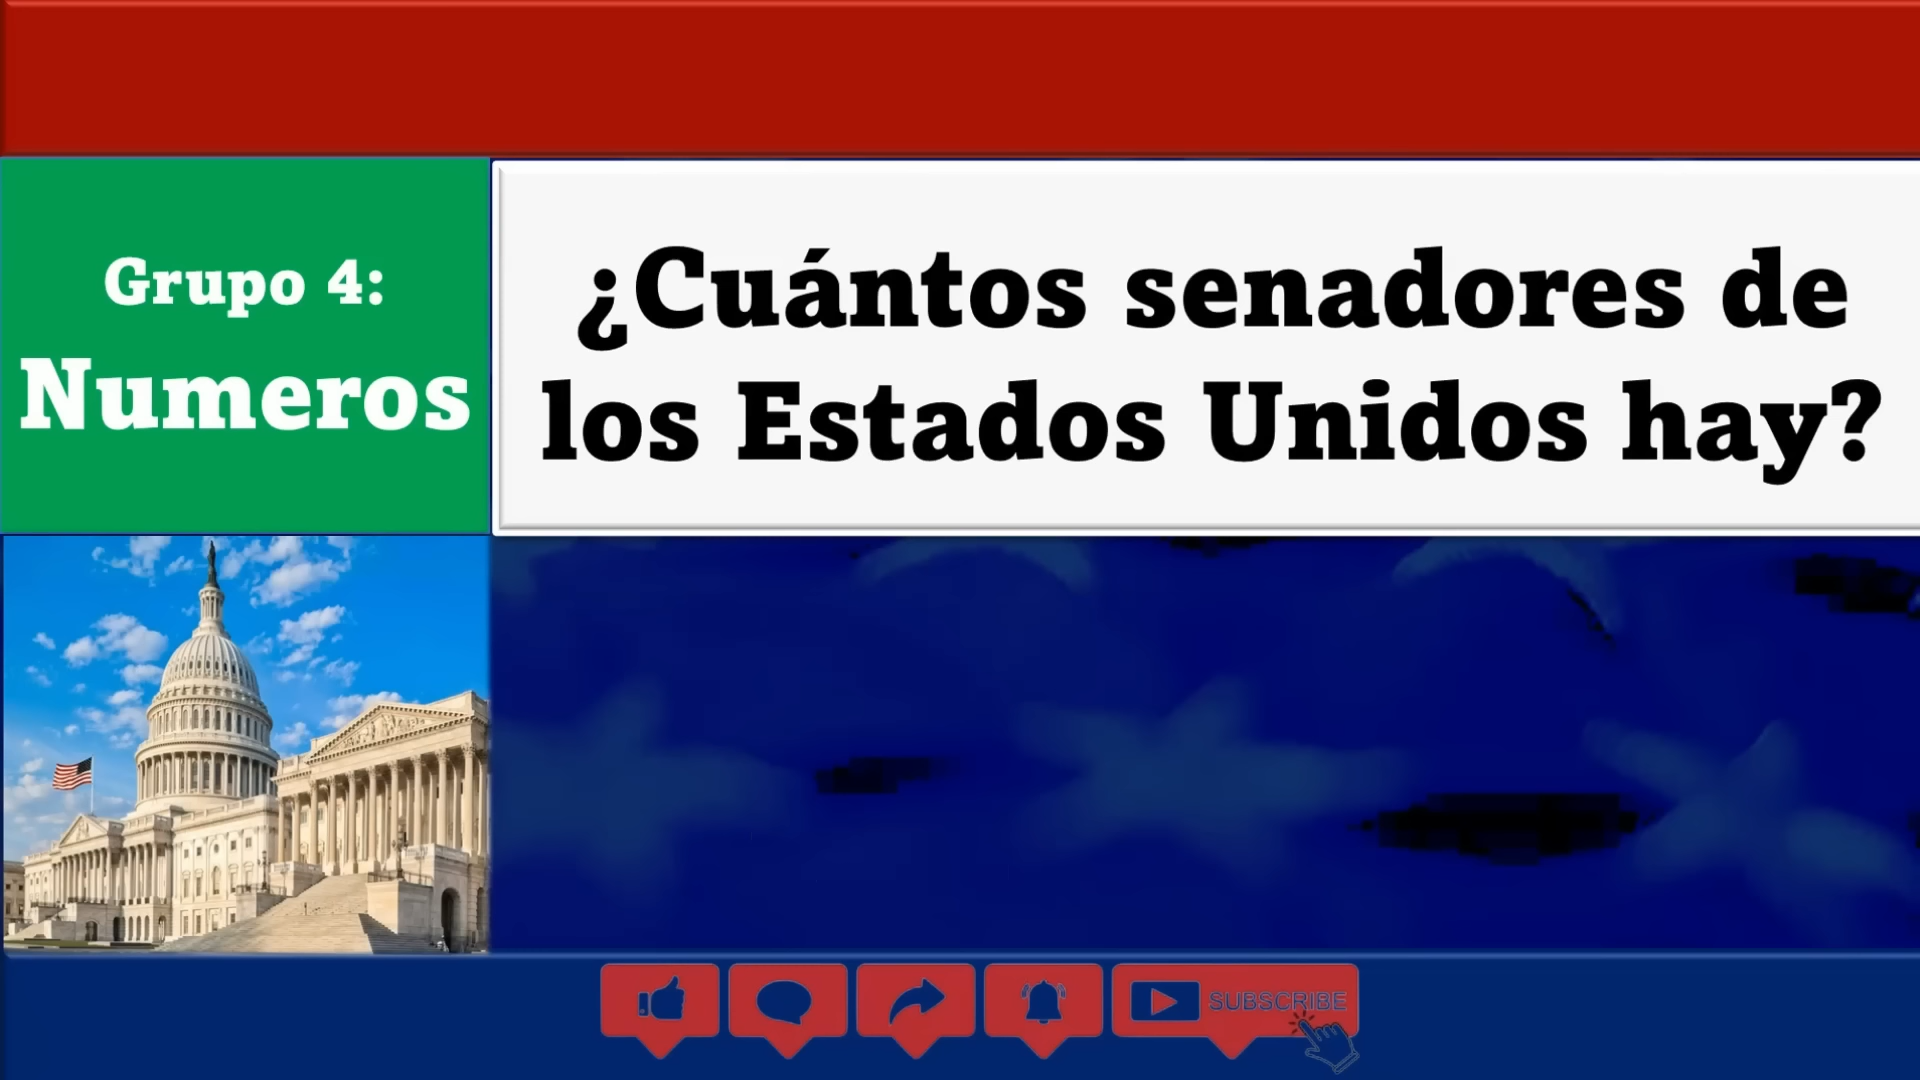 Grupo 4:
Numeros
¿Cuántos senadores de
los Estados Unidos hay?
SUBSCRIBE